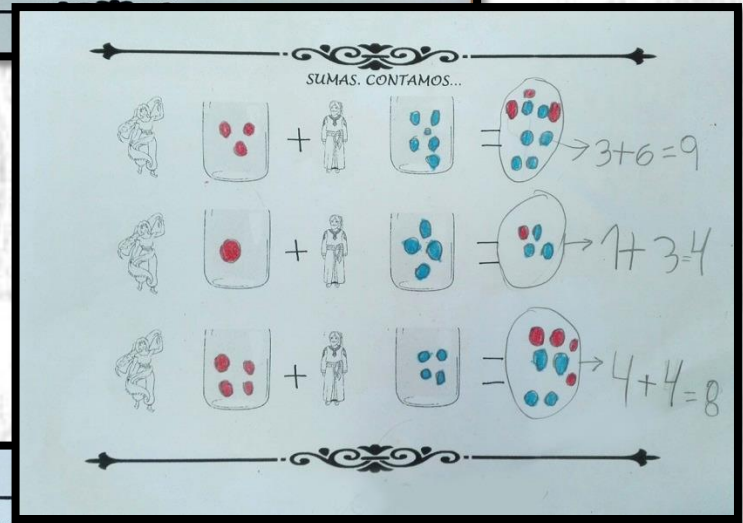 SUMAS. CONTAMOS...
+ = 3+6=9
+ = 1+3=4
+ = 4+4=8